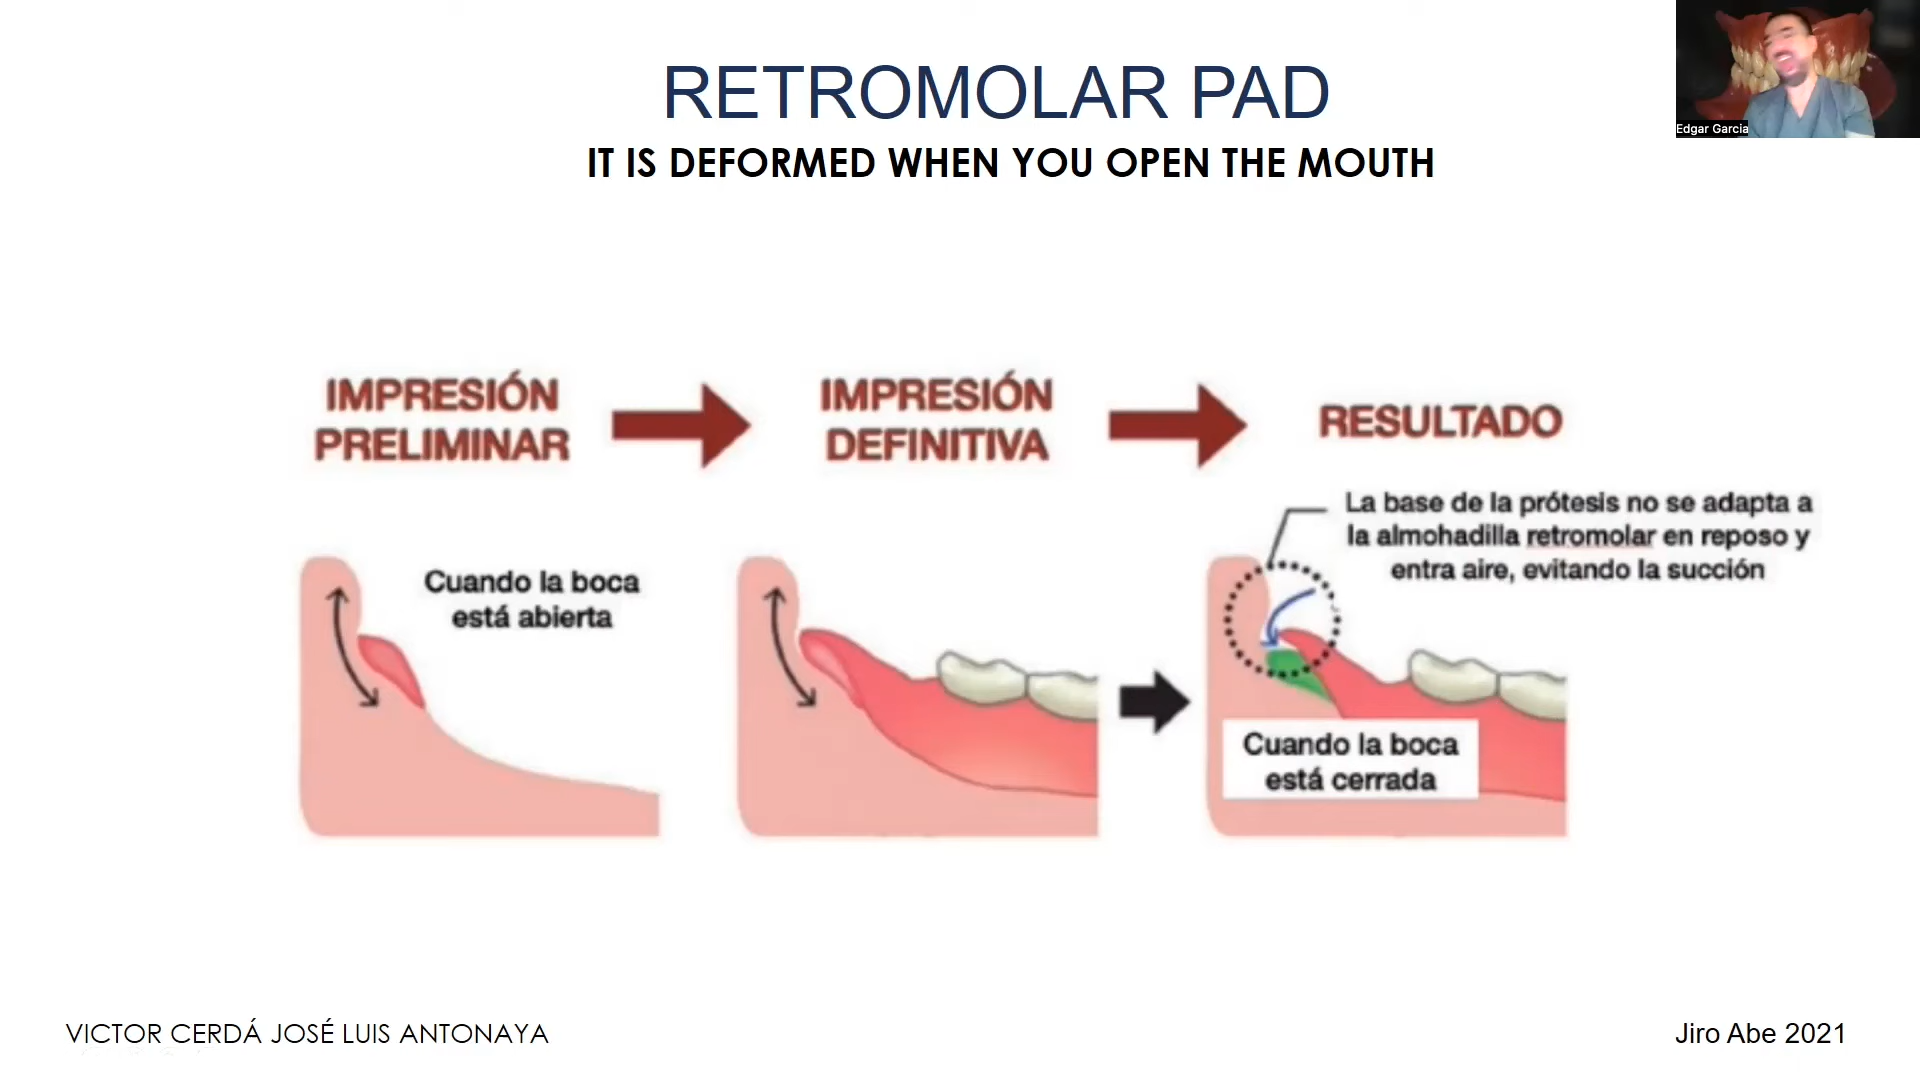 RETROMOLAR PAD
IT IS DEFORMED WHEN YOU OPEN THE MOUTH
Edgar Garcia
IMPRESIÓN
PRELIMINAR
IMPRESIÓN
DEFINITIVA
RESULTADO
La base de la prótesis no se adapta a
la almohadilla retromolar en reposo y
entra aire, evitando la succión
Cuando la boca
está abierta
Cuando la boca
está cerrada
VICTOR CERDÁ JOSÉ LUIS ANTONAYA
Jiro Abe 2021